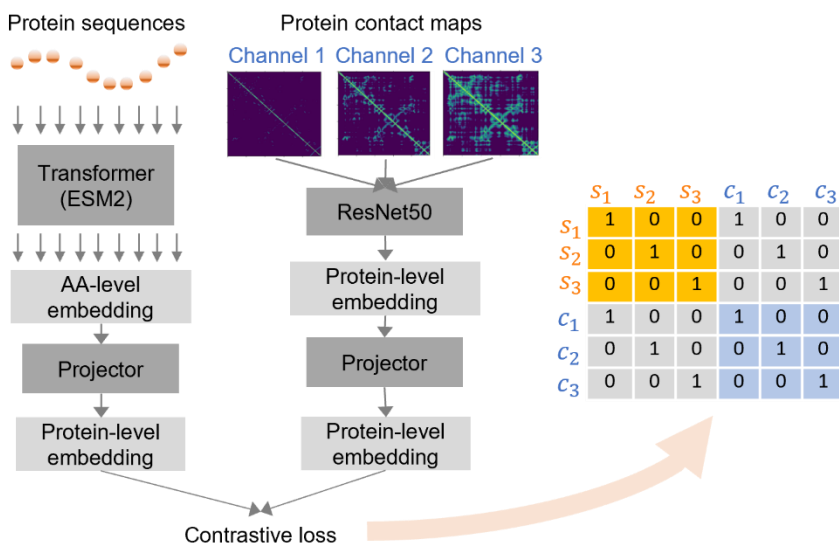 Protein sequences
Transformer
(ESM2)
AA-level
embedding
Projector
Protein-level
embedding
Protein contact maps
Channel 1 Channel 2 Channel 3
ResNet50
Protein-level
embedding
Projector
Protein-level
embedding
Contrastive loss
s1 s2 s3 c1 c2 c3
s1 1 0 0 1 0 0
s2 0 1 0 0 1 0
s3 0 0 1 0 0 1
c1 1 0 0 1 0 0
c2 0 1 0 0 1 0
c3 0 0 1 0 0 1